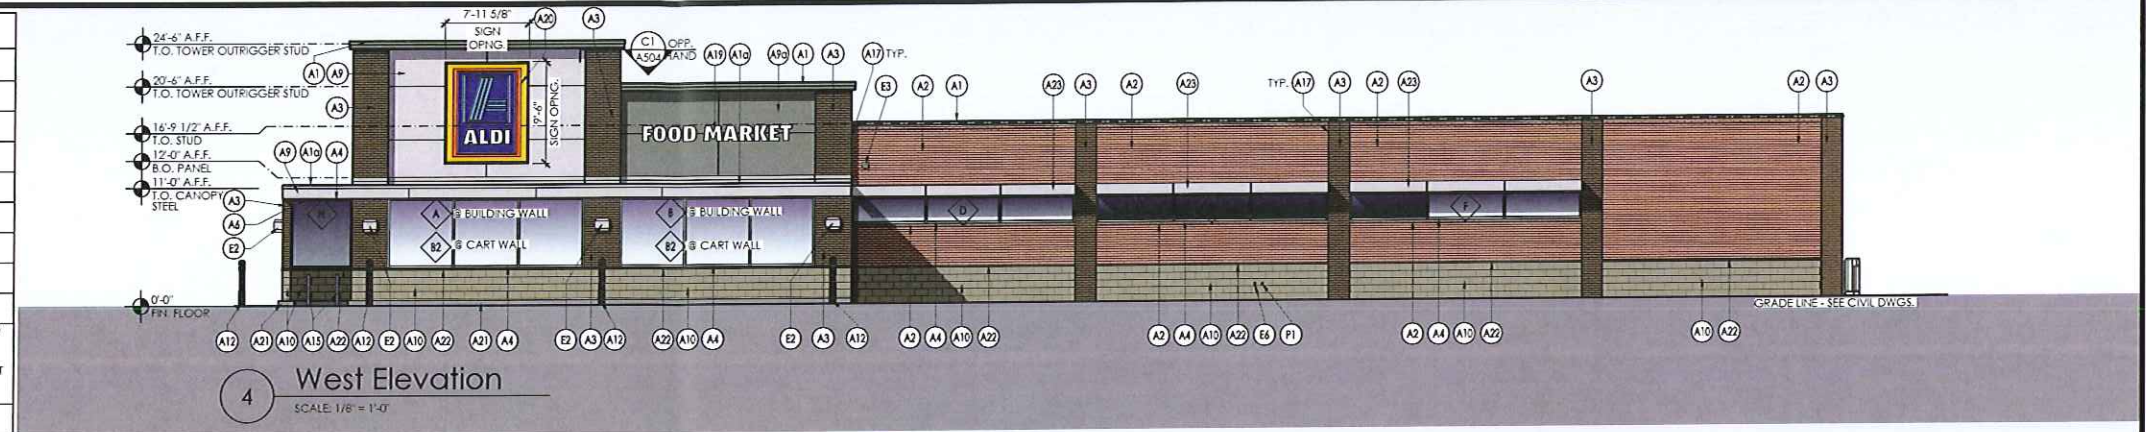 7'-11 5/8"
SIGN
OPNG.
A20
A3
24'-6" A.F.F.
T.O. TOWER OUTRIGGER STUD
C1
A504
OPP.
HAND
A19
A1a
A9a
A1
A3
A17 TYP.
A1
A9
20'-6" A.F.F.
T.O. TOWER OUTRIGGER STUD
E3
A2
A1
A23
A3
A2
A23
TYP. A17
A3
A2
A23
A3
A2
A3
A3
9'-6"
SIGN OPNG.
ALDI
FOOD MARKET
16'-9 1/2" A.F.F.
T.O. STUD
12'-0" A.F.F.
B.O. PANEL
A9
A1a
A4
11'-0" A.F.F.
T.O. CANOPY
STEEL
A3
A6
E2
H
A @ BUILDING WALL
B @ BUILDING WALL
B2 @ CART WALL
B2 @ CART WALL
D
F
0'-0"
FIN. FLOOR
GRADE LINE - SEE CIVIL DWGS.
A12
A21
A10
A15
A22
A12
E2
A10
A22
A21
A4
E2
A3
A12
A22
A10
A4
E2
A3
A12
A2
A4
A10
A22
A2
A4
A10
A22
E6
P1
A2
A4
A10
A22
A10
A22
4
West Elevation
SCALE: 1/8" = 1'-0"